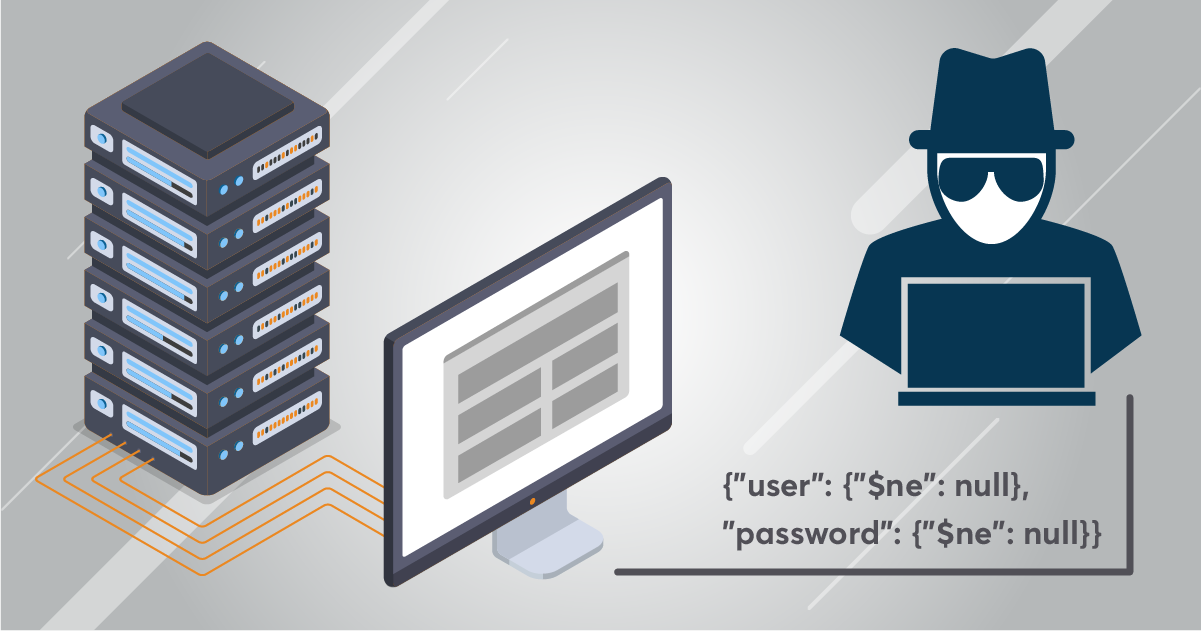 {"user": {"$ne": null},
"password": {"$ne": null}}